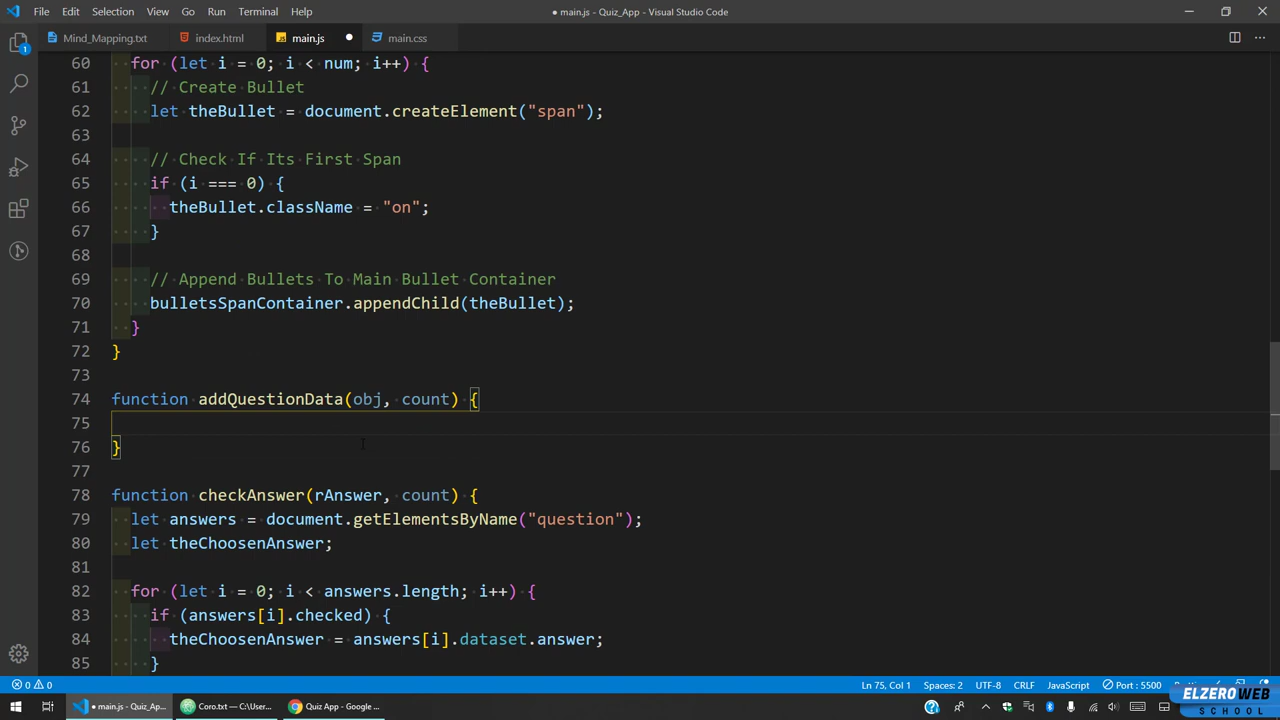 File Edit Selection View Go Run Terminal Help
● main.js - Quiz_App - Visual Studio Code
Mind_Mapping.txt index.html main.js ● main.css
60 for (let i = 0; i < num; i++) {
61 // Create Bullet
62 let theBullet = document.createElement("span");
63
64 // Check If Its First Span
65 if (i === 0) {
66 theBullet.className = "on";
67 }
68
69 // Append Bullets To Main Bullet Container
70 bulletsSpanContainer.appendChild(theBullet);
71 }
72 }
73
74 function addQuestionData(obj, count) {
75
76 }
77
78 function checkAnswer(rAnswer, count) {
79 let answers = document.getElementsByName("question");
80 let theChoosenAnswer;
81
82 for (let i = 0; i < answers.length; i++) {
83 if (answers[i].checked) {
84 theChoosenAnswer = answers[i].dataset.answer;
85 }
0 0 Ln 75, Col 1 Spaces: 2 UTF-8 CRLF JavaScript Port : 5500
● main.js - Quiz_App... Coro.txt — C:\User... Quiz App - Google ...
ELZEROWEB
SCHOOL
1